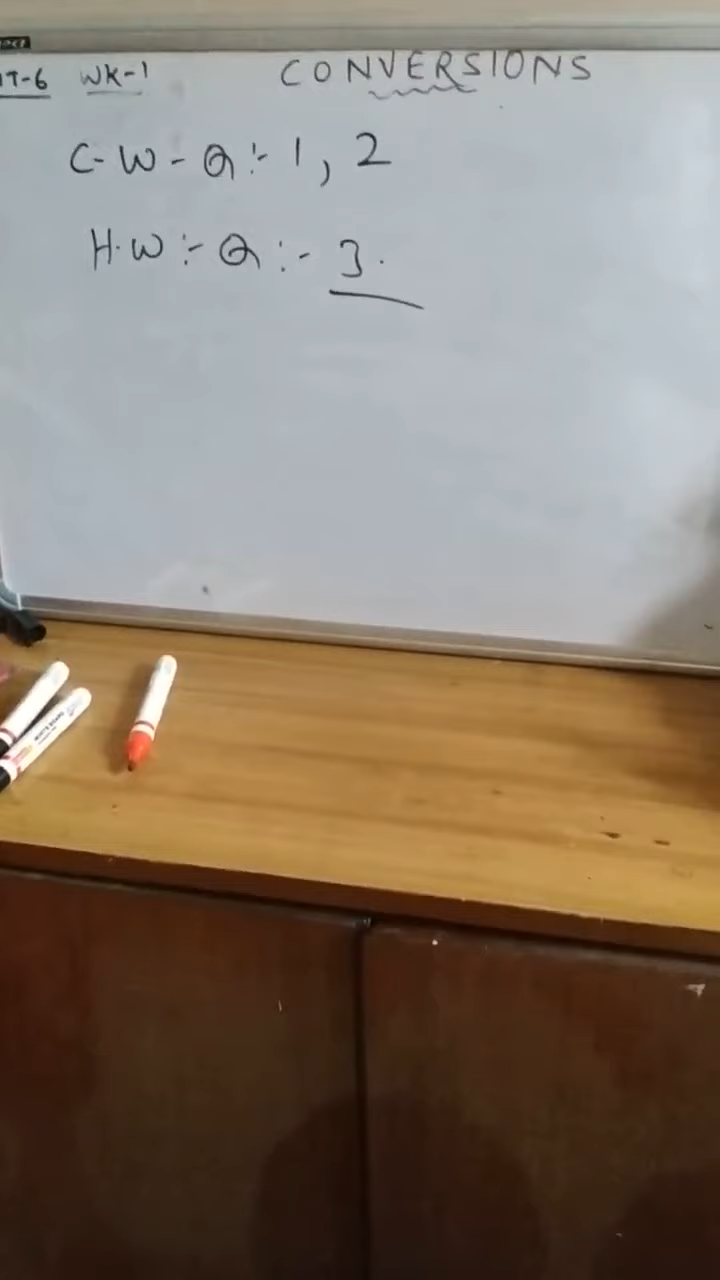 WK-1 CONVERSIONS
C-W-Q:- 1, 2
H.W:- Q:- 3.